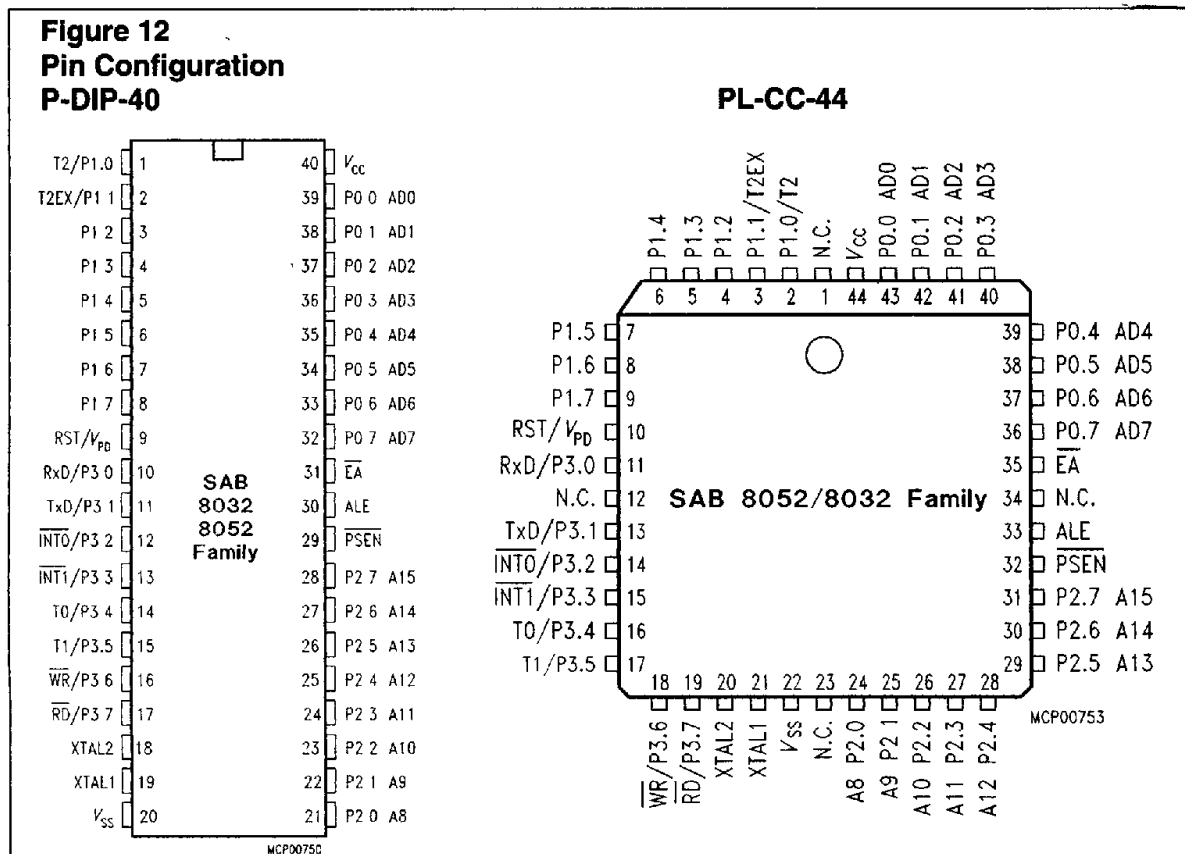 Figure 12
Pin Configuration
P-DIP-40
PL-CC-44
T2/P1.0 1
T2EX/P1 1 2
P1 2 3
P1 3 4
P1 4 5
P1 5 6
P1 6 7
P1 7 8
RST/VPD 9
RxD/P3 0 10
TxD/P3 1 11
INT0/P3 2 12
INT1/P3 3 13
T0/P3 4 14
T1/P3.5 15
WR/P3 6 16
RD/P3 7 17
XTAL2 18
XTAL1 19
VSS 20
SAB
8032
8052
Family
40 VCC
39 P0 0 AD0
38 P0 1 AD1
37 P0 2 AD2
36 P0 3 AD3
35 P0 4 AD4
34 P0 5 AD5
33 P0 6 AD6
32 P0 7 AD7
31 EA
30 ALE
29 PSEN
28 P2 7 A15
27 P2 6 A14
26 P2 5 A13
25 P2 4 A12
24 P2 3 A11
23 P2 2 A10
22 P2 1 A9
21 P2 0 A8
MCP00750
P1.4
P1.3
P1.2
P1.1/T2EX
P1.0/T2
N.C.
VCC
P0.0 AD0
P0.1 AD1
P0.2 AD2
P0.3 AD3
6 5 4 3 2 1 44 43 42 41 40
P1.5 7
P1.6 8
P1.7 9
RST/VPD 10
RxD/P3.0 11
N.C. 12
TxD/P3.1 13
INT0/P3.2 14
INT1/P3.3 15
T0/P3.4 16
T1/P3.5 17
SAB 8052/8032 Family
39 P0.4 AD4
38 P0.5 AD5
37 P0.6 AD6
36 P0.7 AD7
35 EA
34 N.C.
33 ALE
32 PSEN
31 P2.7 A15
30 P2.6 A14
29 P2.5 A13
18 19 20 21 22 23 24 25 26 27 28
WR/P3.6
RD/P3.7
XTAL2
XTAL1
VSS
N.C.
A8 P2.0
A9 P2.1
A10 P2.2
A11 P2.3
A12 P2.4
MCP00753